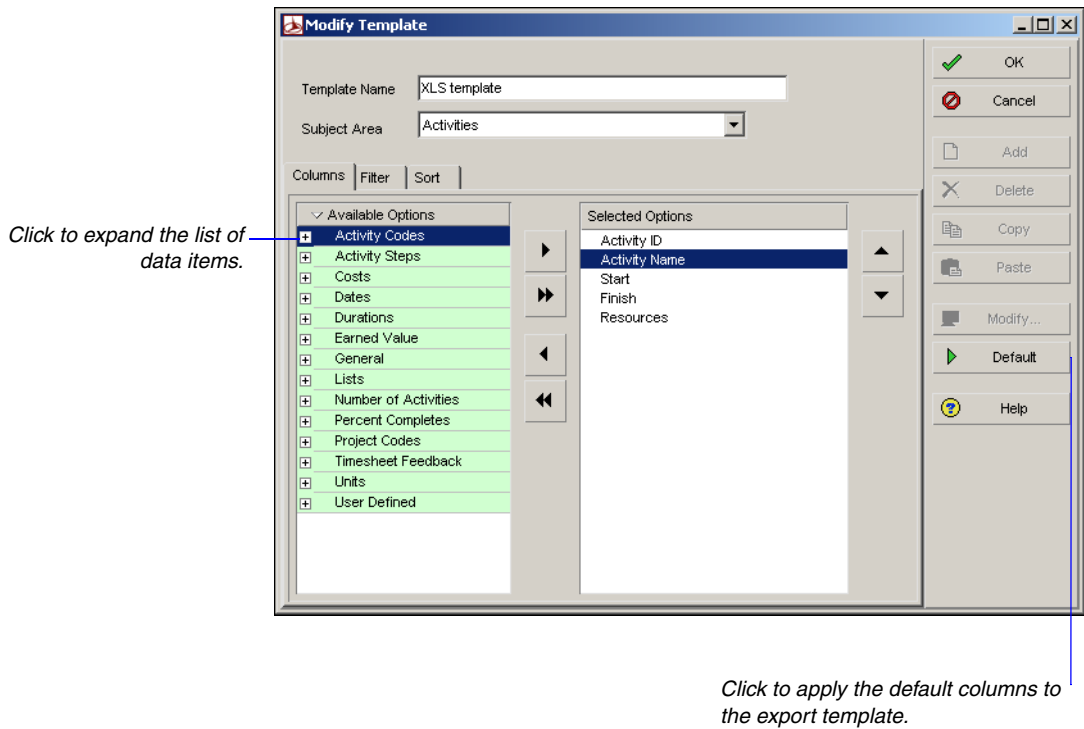 Modify Template
Template Name XLS template
Subject Area Activities
Columns Filter Sort
Available Options
Activity Codes
Activity Steps
Costs
Dates
Durations
Earned Value
General
Lists
Number of Activities
Percent Completes
Project Codes
Timesheet Feedback
Units
User Defined
Selected Options
Activity ID
Activity Name
Start
Finish
Resources
OK
Cancel
Add
Delete
Copy
Paste
Modify...
Default
Help
Click to expand the list of
data items.
Click to apply the default columns to
the export template.